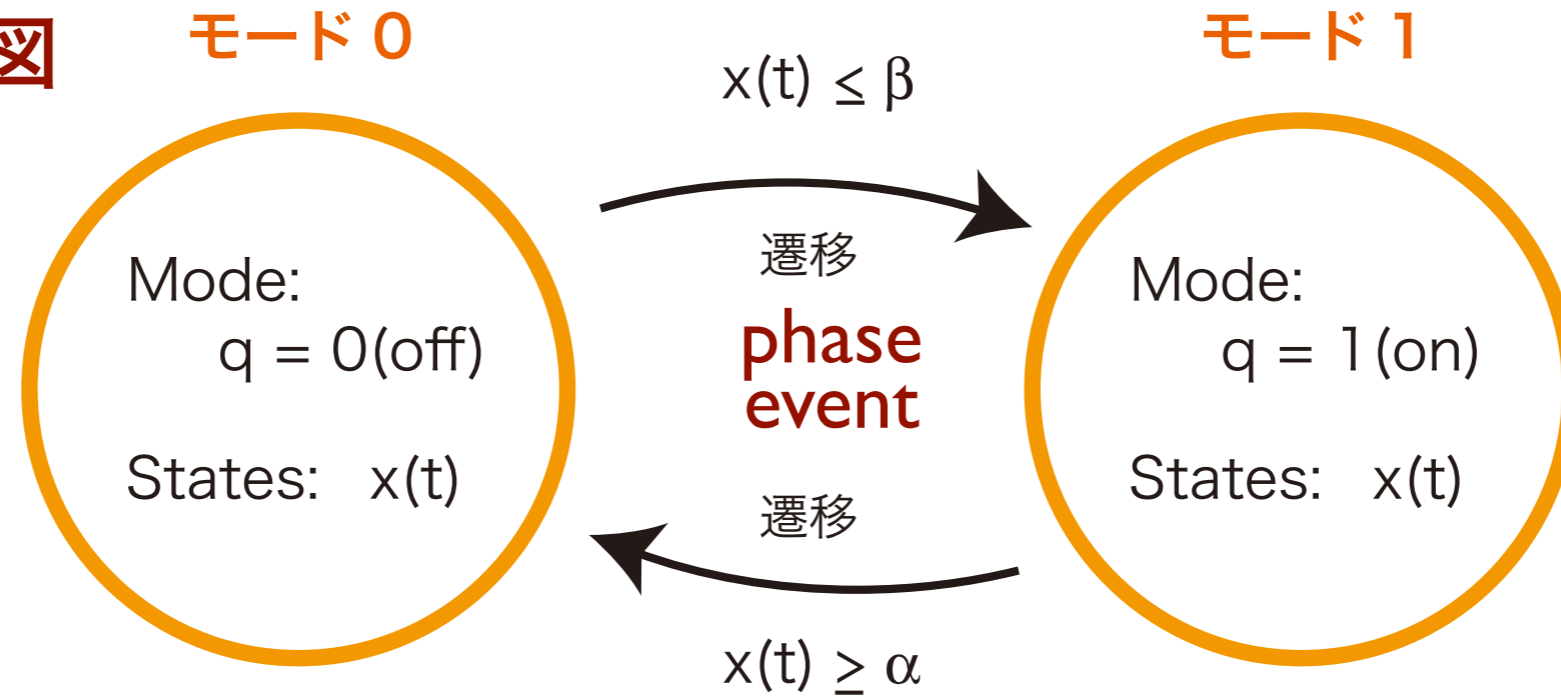 図
モード 0
モード 1
x(t) ≤ β
遷移
phase
event
遷移
x(t) ≥ α
Mode:
q = 0(off)
States: x(t)
Mode:
q = 1(on)
States: x(t)